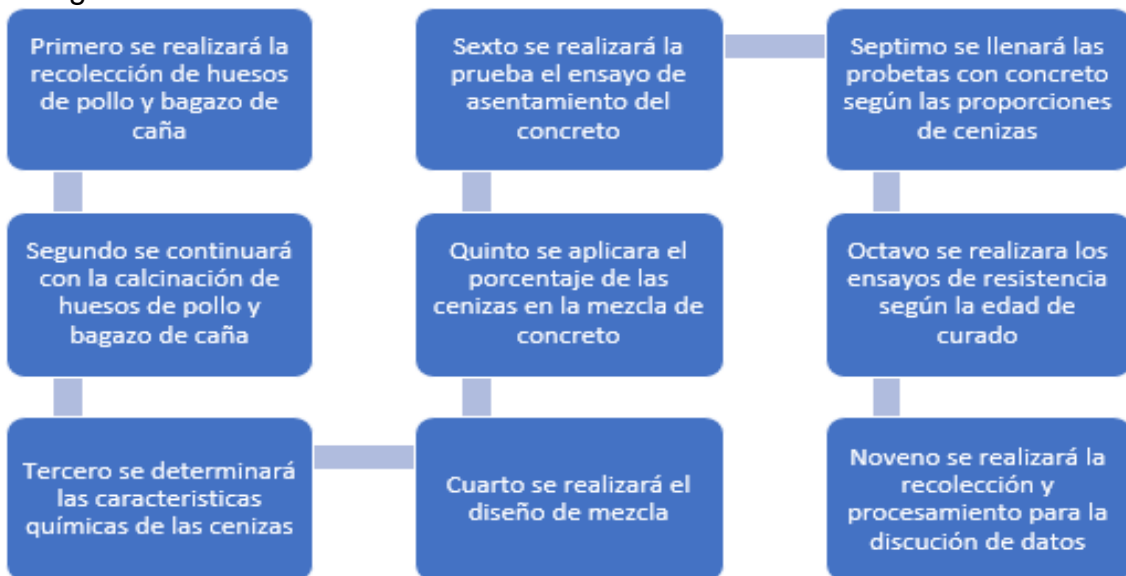 Primero se realizará la
recolección de huesos
de pollo y bagazo de
caña
Segundo se continuará
con la calcinación de
huesos de pollo y
bagazo de caña
Tercero se determinará
las caracteristicas
químicas de las cenizas
Cuarto se realizará el
diseño de mezcla
Quinto se aplicara el
porcentaje de las
cenizas en la mezcla de
concreto
Sexto se realizará la
prueba el ensayo de
asentamiento del
concreto
Septimo se llenará las
probetas con concreto
según las proporciones
de cenizas
Octavo se realizara los
ensayos de resistencia
según la edad de
curado
Noveno se realizará la
recolección y
procesamiento para la
discución de datos